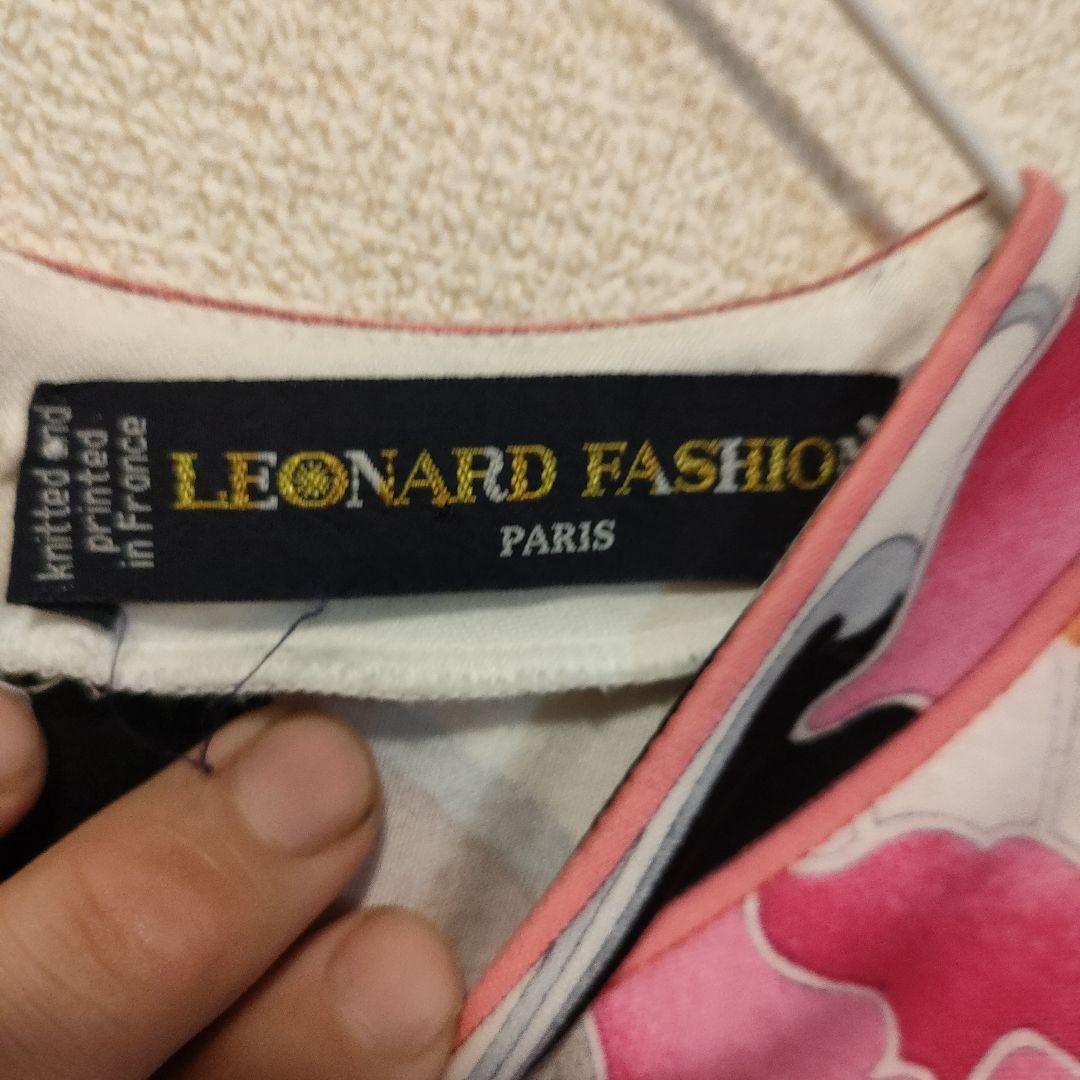 knitted and
printed
in France
LEONARD FASHION
PARIS